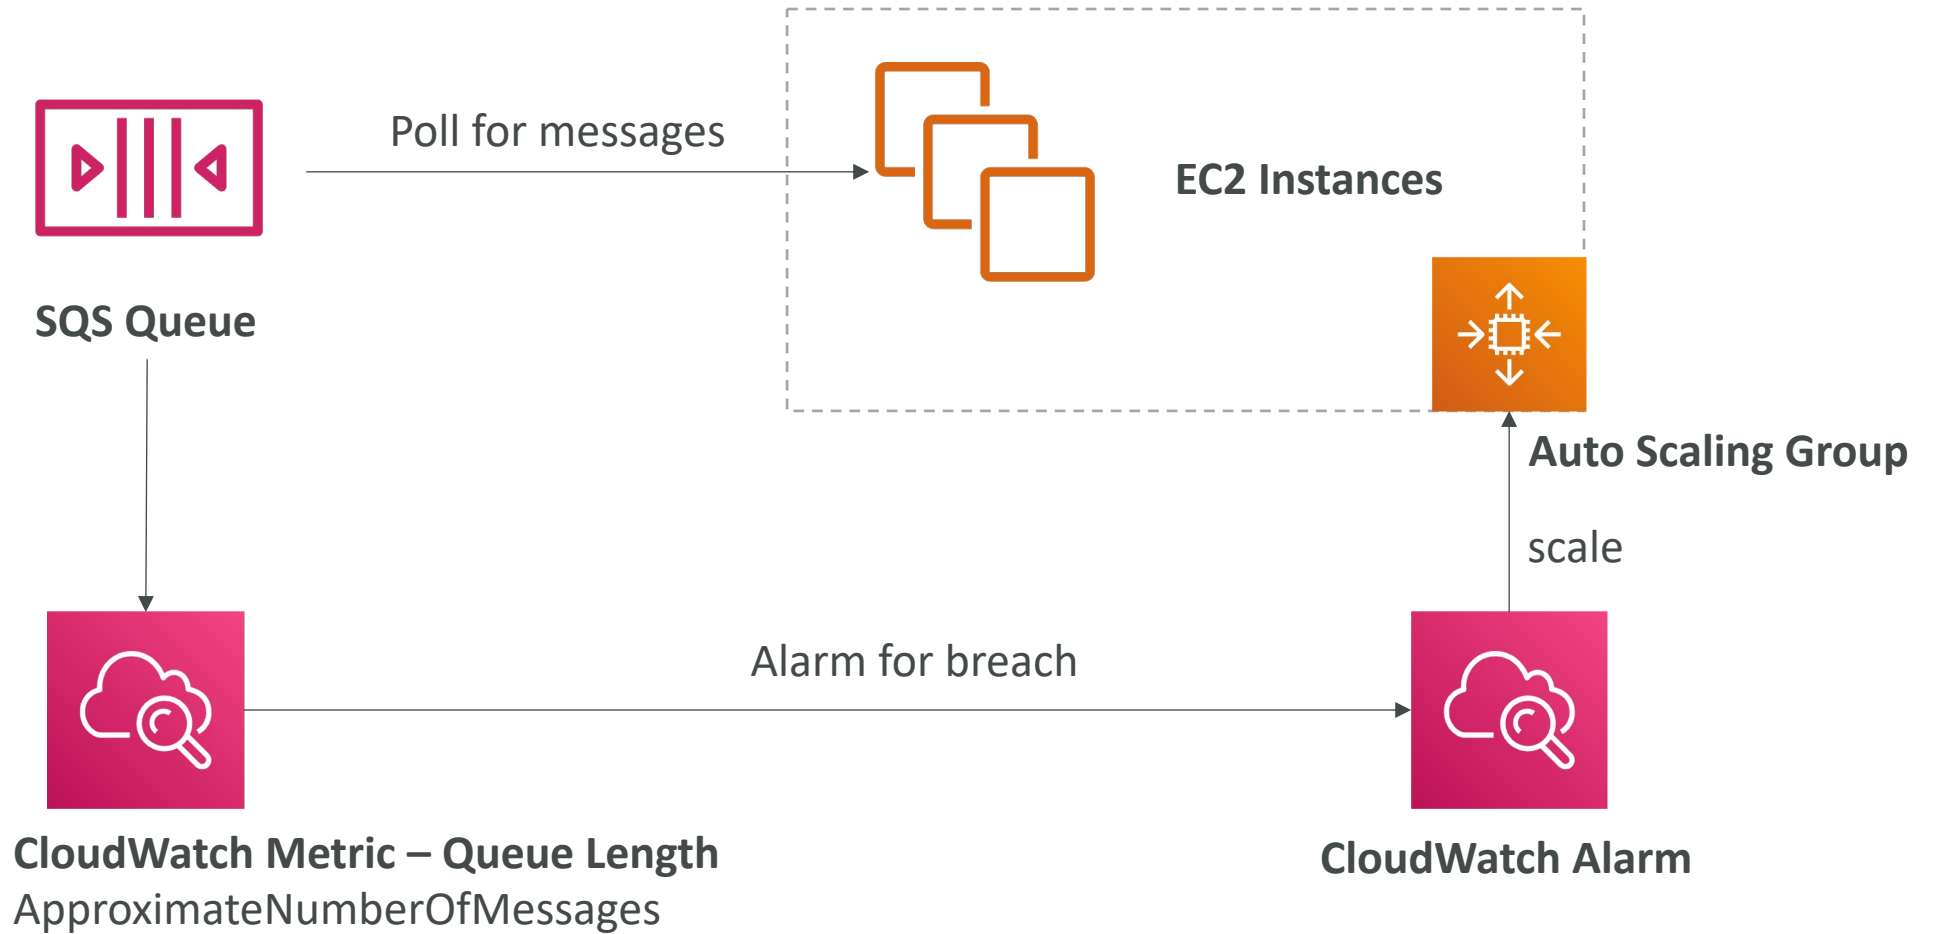 Poll for messages
EC2 Instances
SQS Queue
Auto Scaling Group
scale
Alarm for breach
CloudWatch Metric – Queue Length
ApproximateNumberOfMessages
CloudWatch Alarm